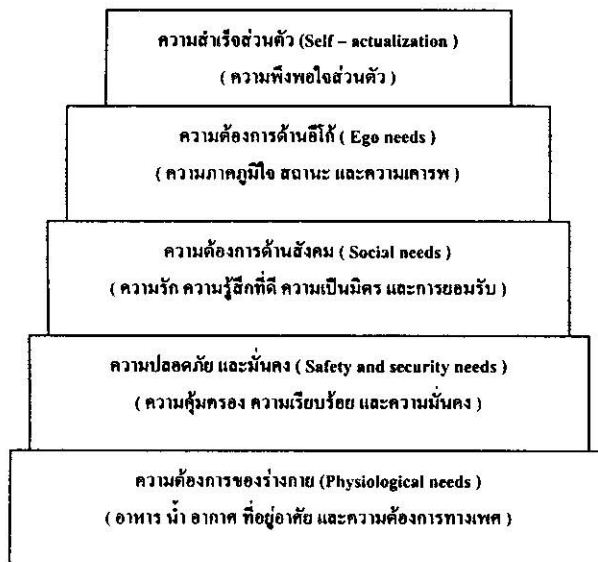 ความสำเร็จส่วนตัว (Self – actualization )
( ความพึงพอใจส่วนตัว )
ความต้องการด้านอีโก้ ( Ego needs )
( ความภาคภูมิใจ สถานะ และความเคารพ )
ความต้องการด้านสังคม ( Social needs )
( ความรัก ความรู้สึกที่ดี ความเป็นมิตร และการยอมรับ )
ความปลอดภัย และมั่นคง ( Safety and security needs )
( ความคุ้มครอง ความเรียบร้อย และความมั่นคง )
ความต้องการของร่างกาย (Physiological needs )
( อาหาร น้ำ อากาศ ที่อยู่อาศัย และความต้องการทางเพศ )